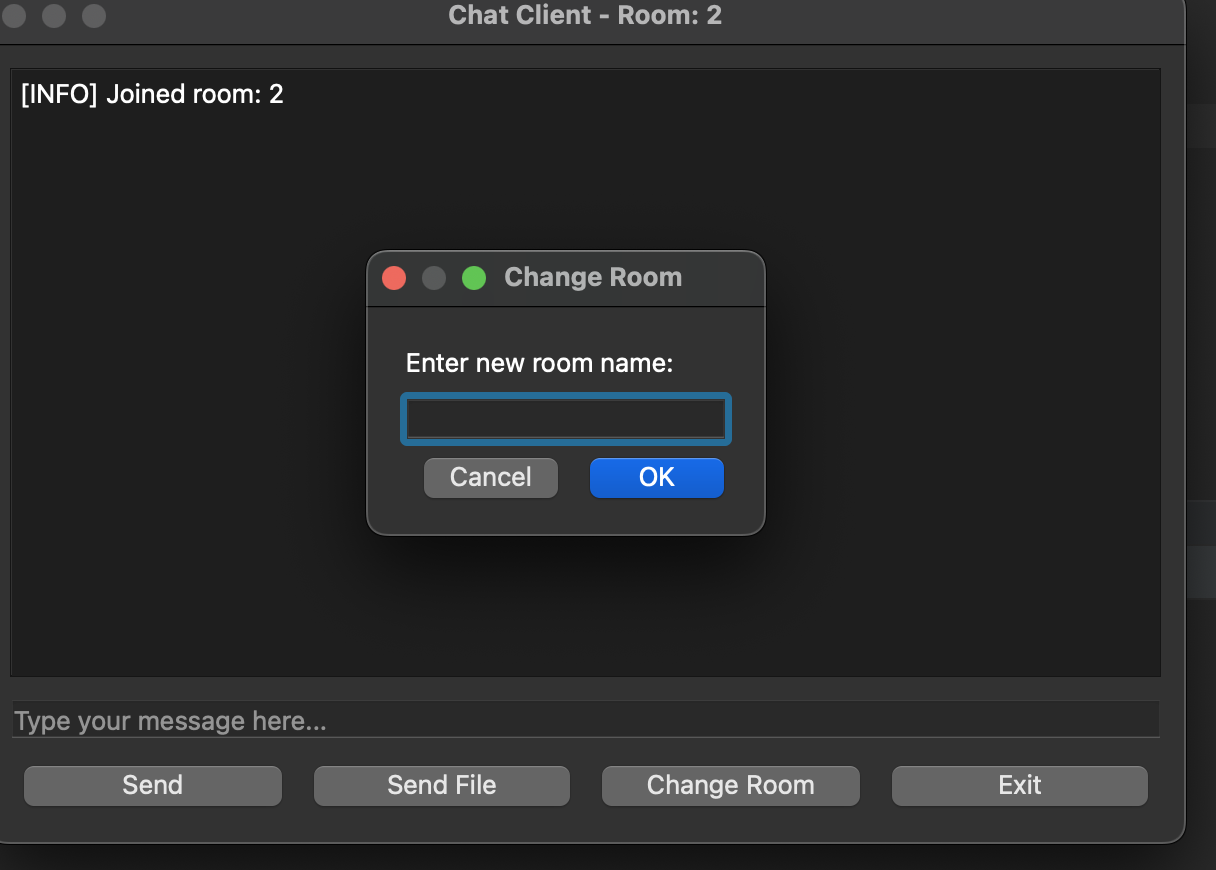 Chat Client - Room: 2
[INFO] Joined room: 2
Change Room
Enter new room name:
Cancel OK
Type your message here...
Send Send File Change Room Exit